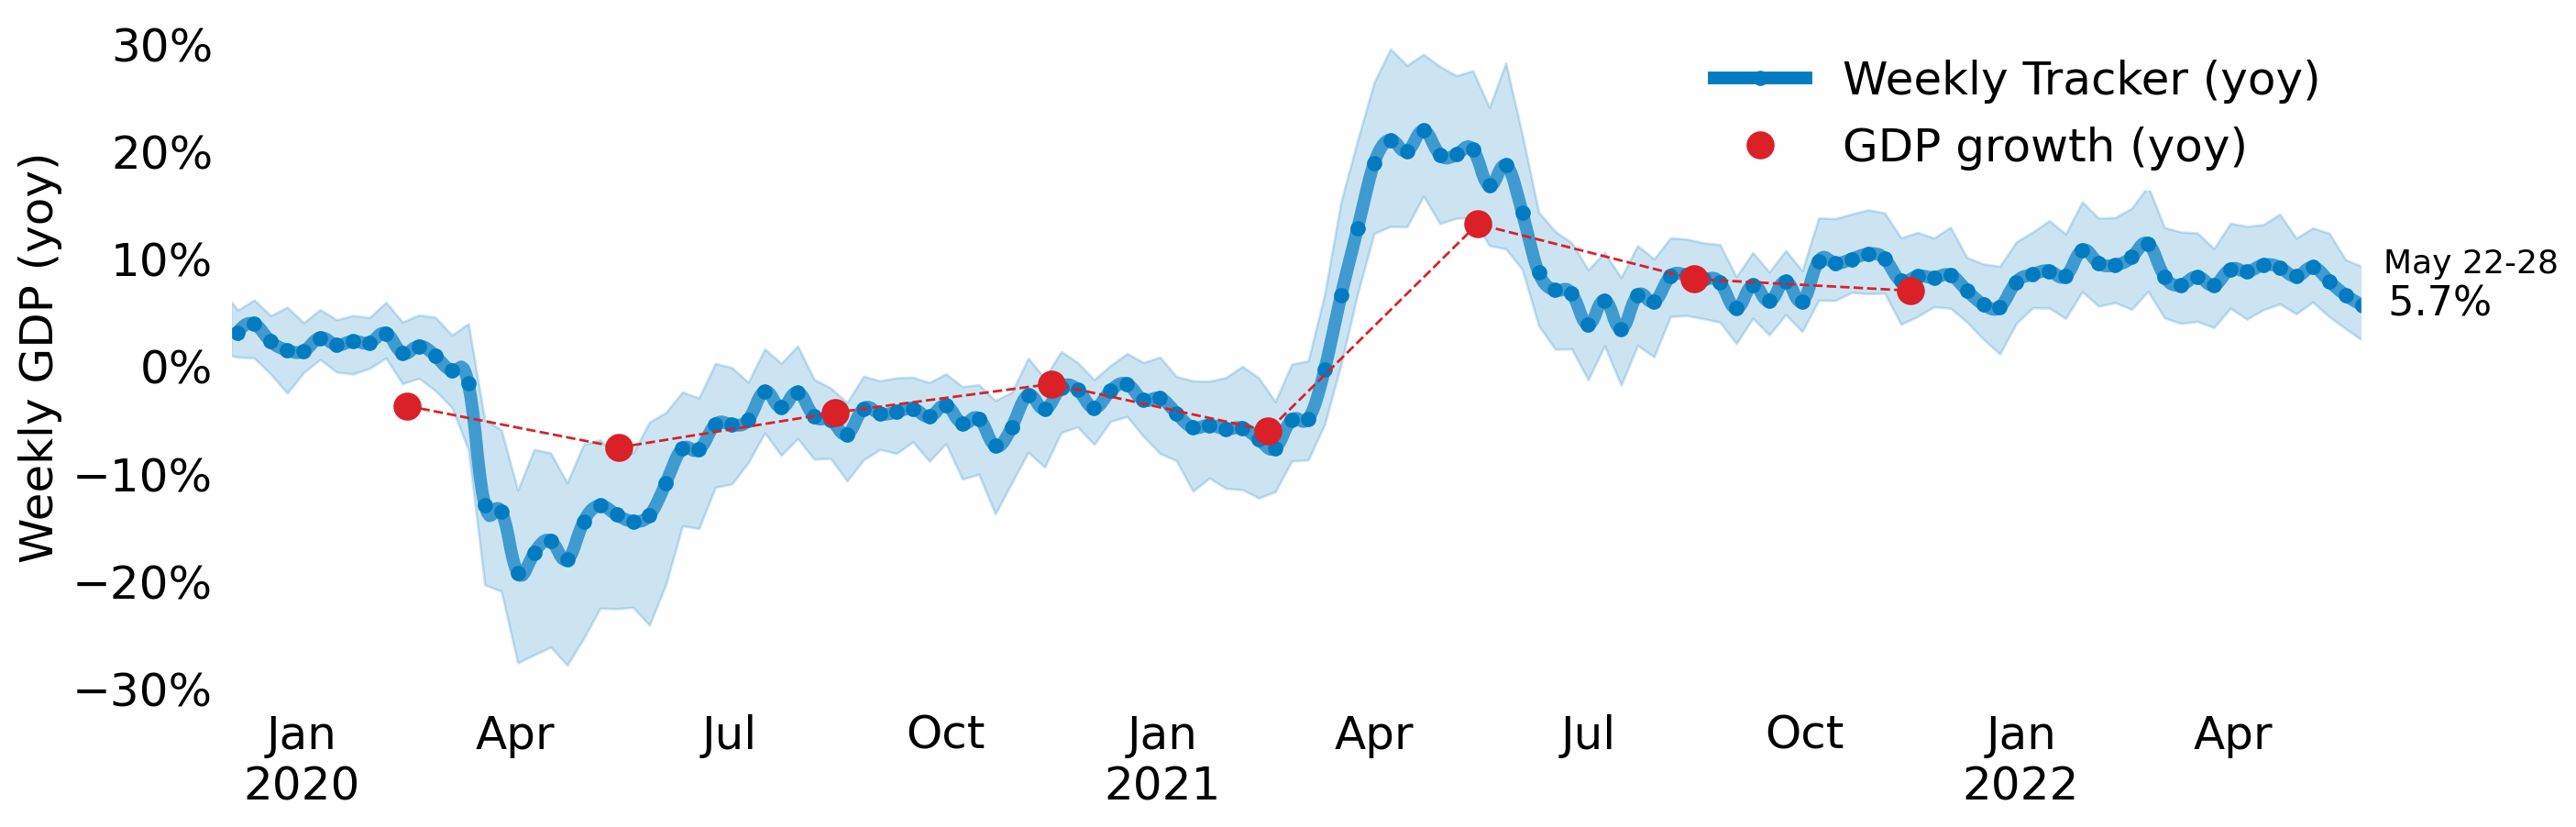 Weekly GDP (yoy)
30%
20%
10%
0%
−10%
−20%
−30%
Weekly Tracker (yoy)
GDP growth (yoy)
May 22-28
5.7%
Jan
2020
Apr
Jul
Oct
Jan
2021
Apr
Jul
Oct
Jan
2022
Apr